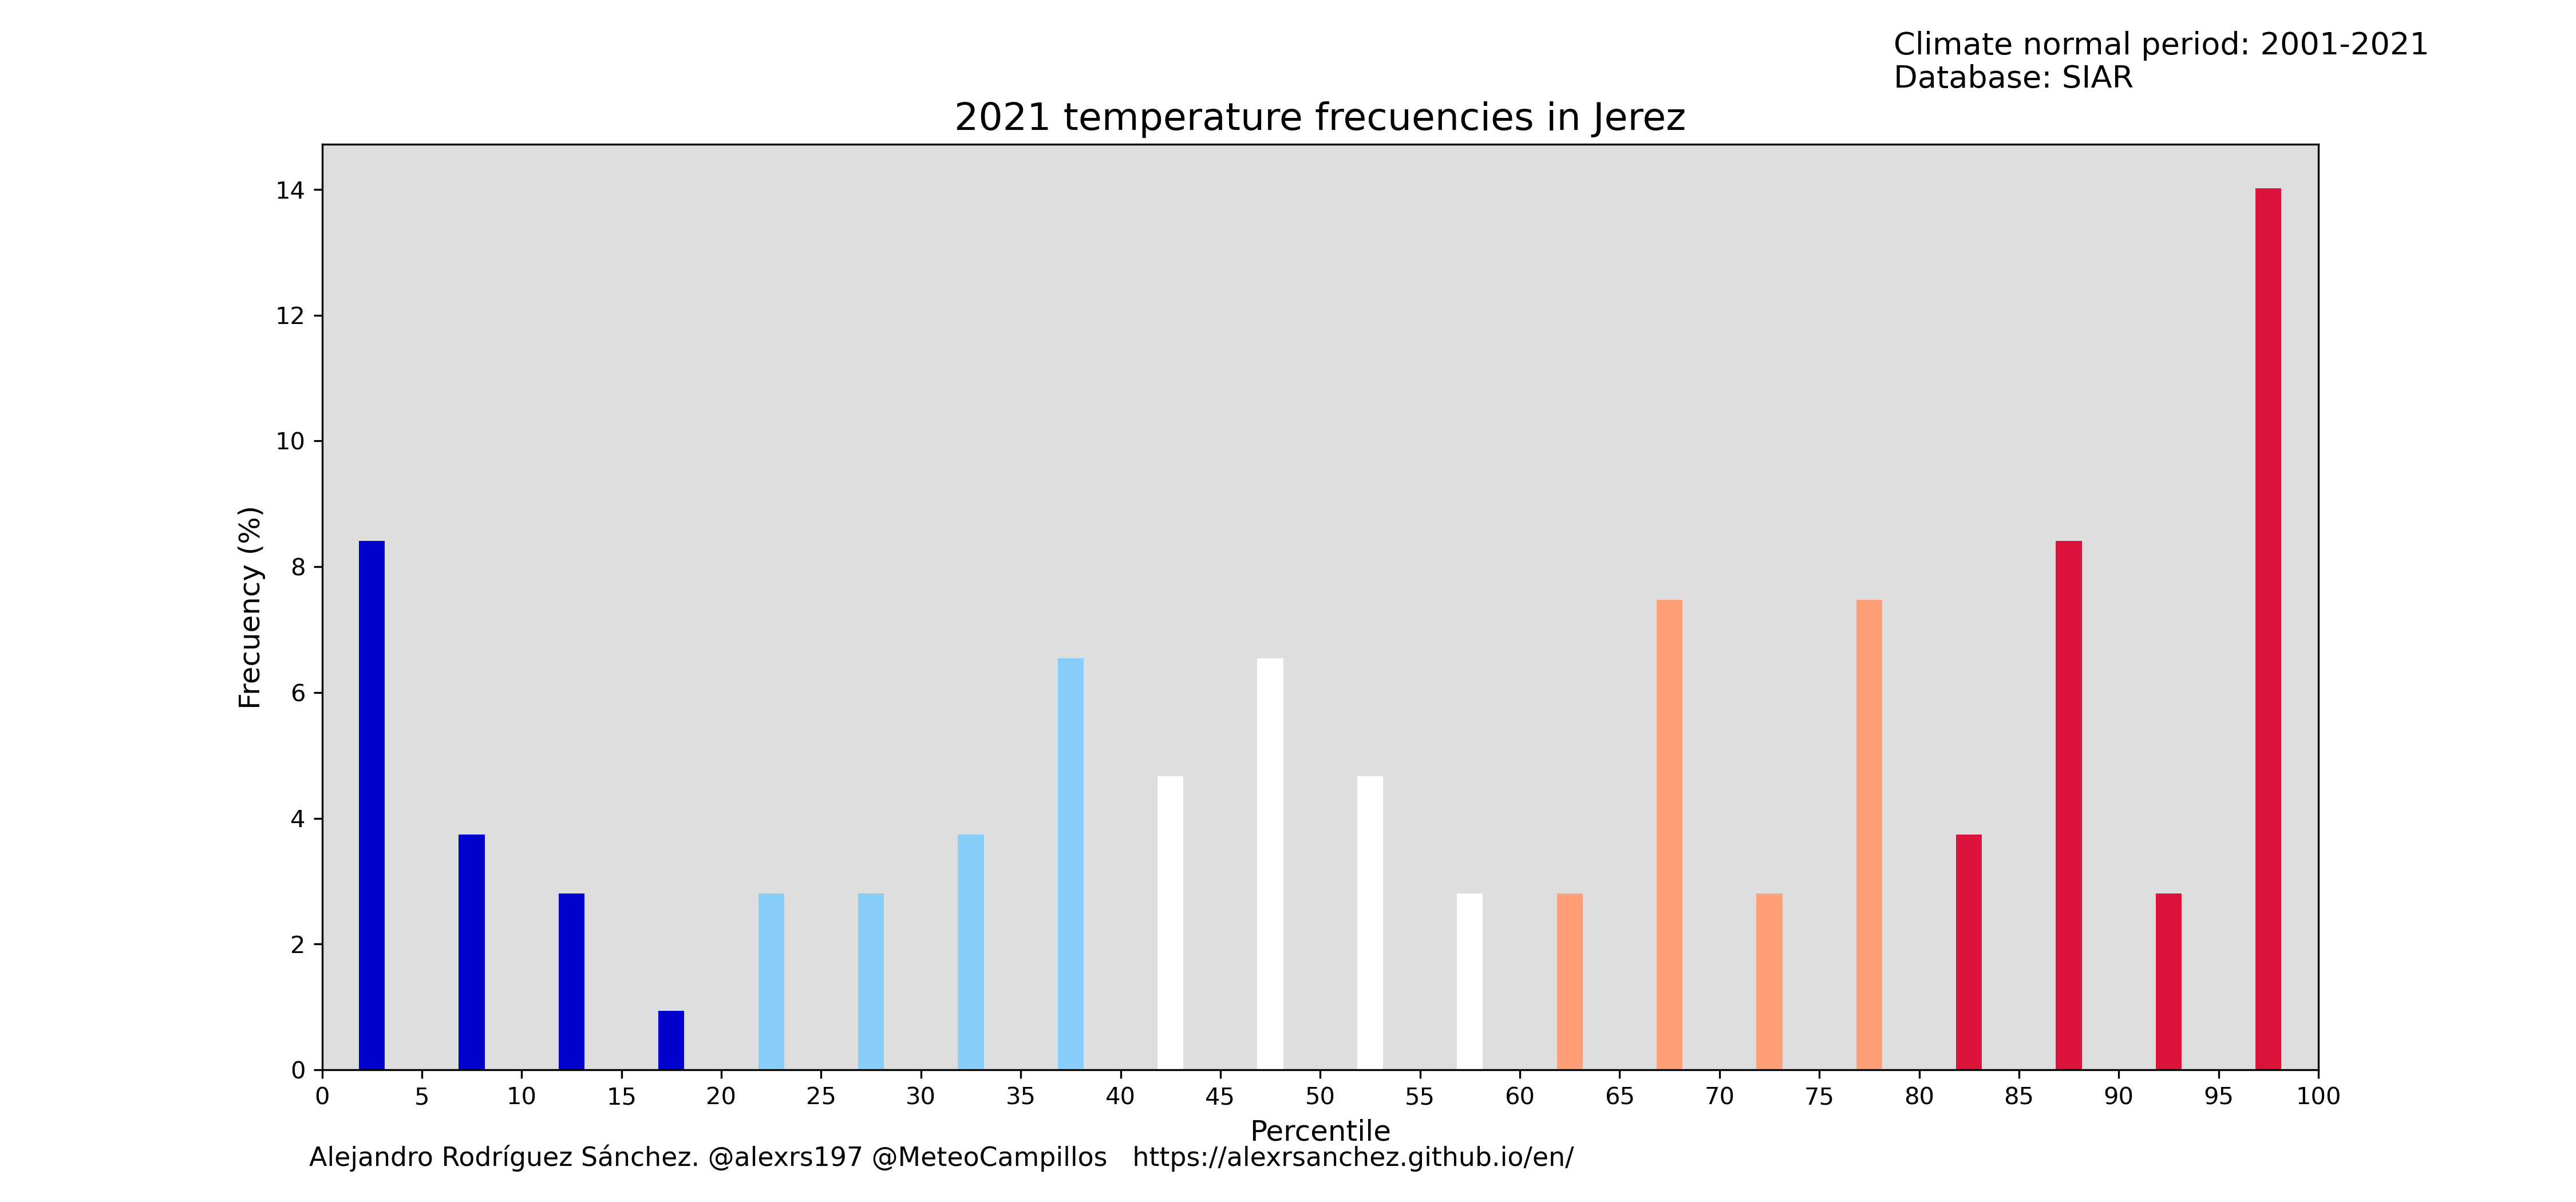 Climate normal period: 2001-2021
Database: SIAR
2021 temperature frecuencies in Jerez
Frecuency (%)
14
12
10
8
6
4
2
0
0 5 10 15 20 25 30 35 40 45 50 55 60 65 70 75 80 85 90 95 100
Percentile
Alejandro Rodríguez Sánchez. @alexrs197 @MeteoCampillos https://alexrsanchez.github.io/en/